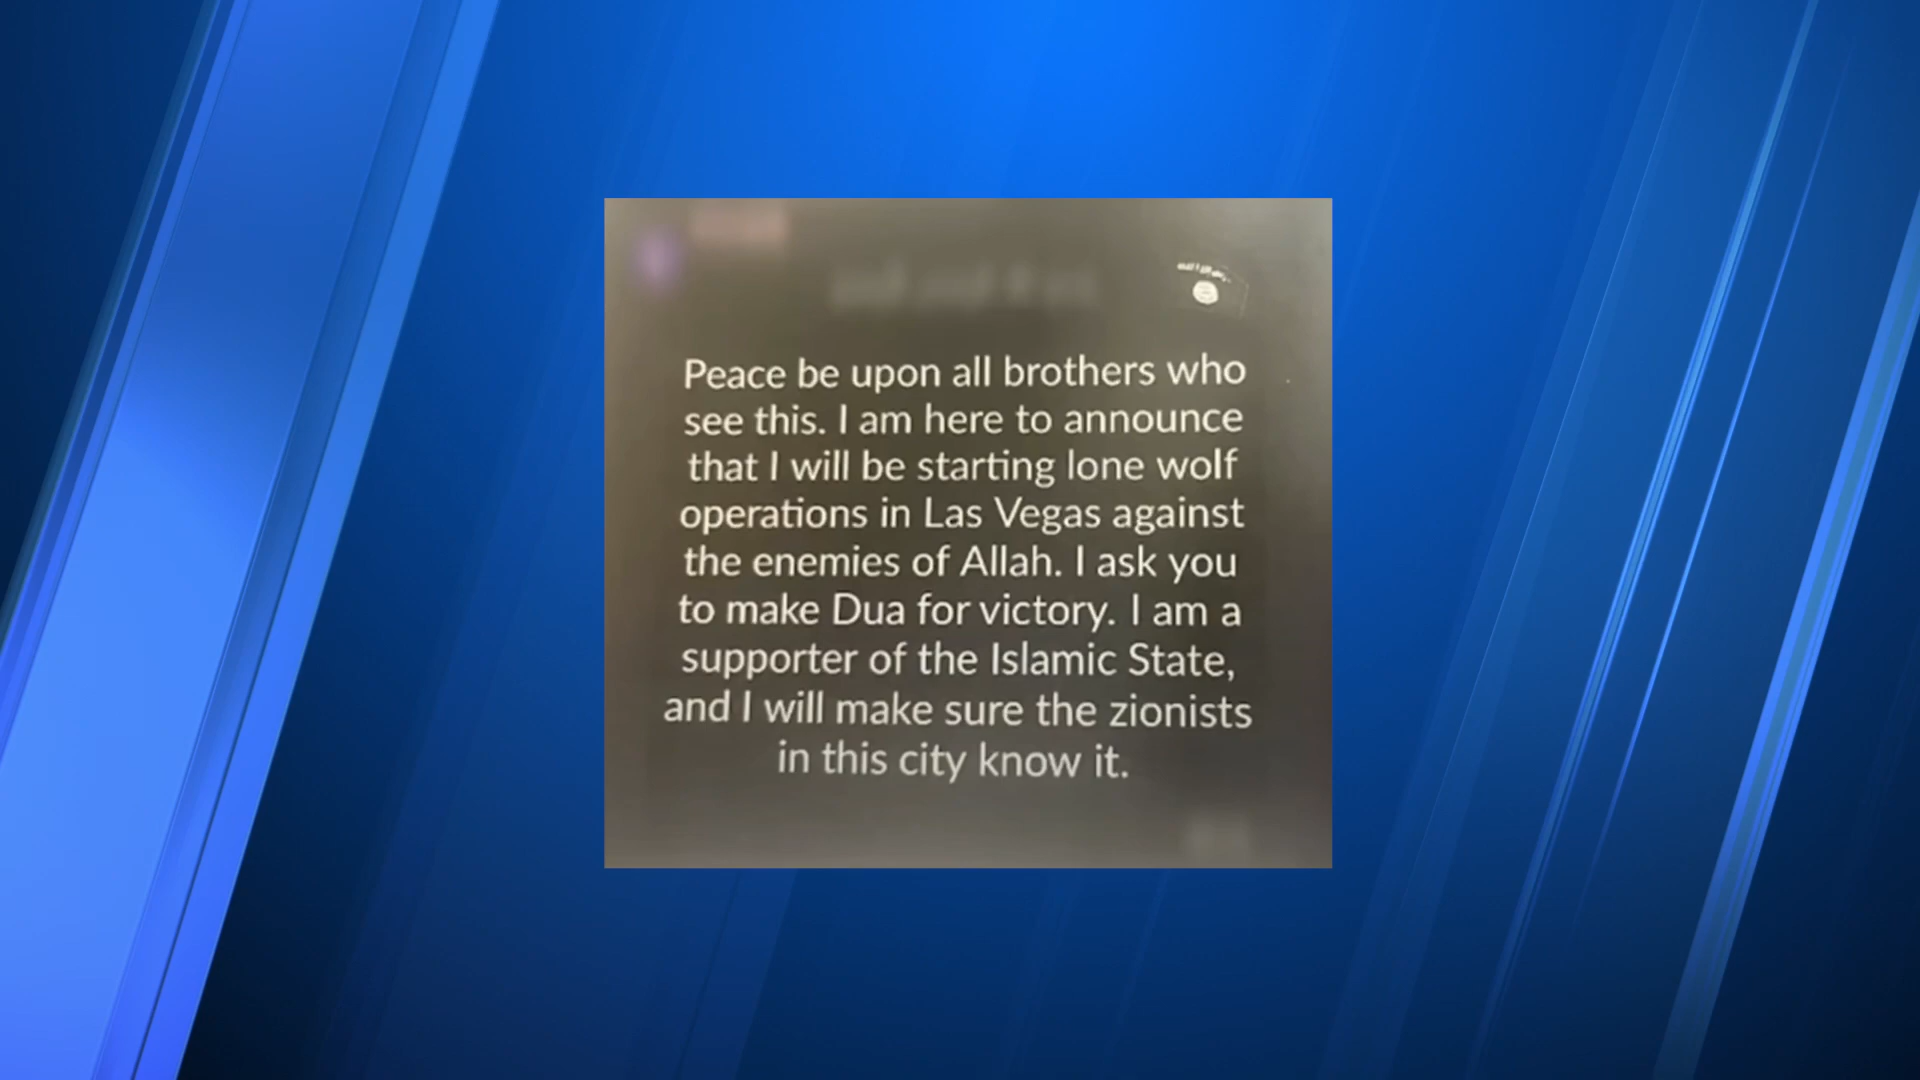 Peace be upon all brothers who
see this. I am here to announce
that I will be starting lone wolf
operations in Las Vegas against
the enemies of Allah. I ask you
to make Dua for victory. I am a
supporter of the Islamic State,
and I will make sure the zionists
in this city know it.